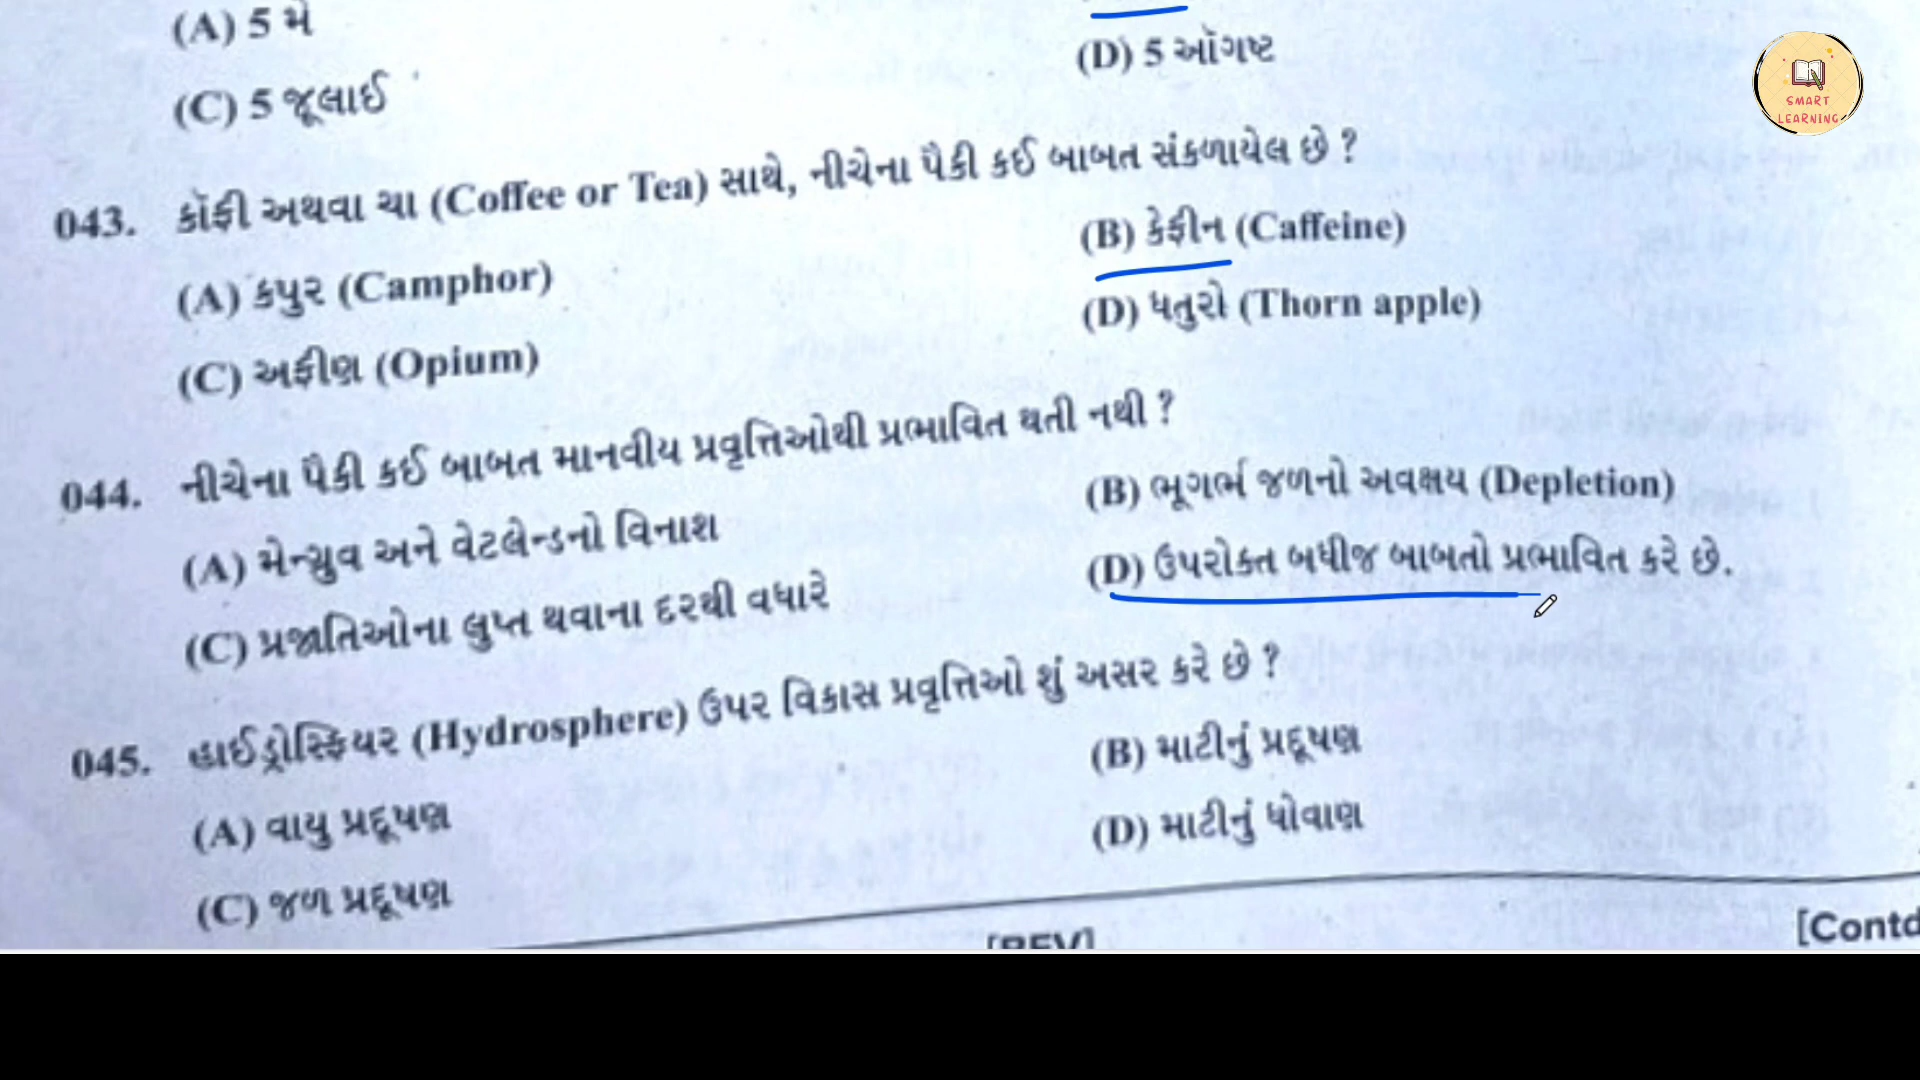 (A) 5 મે
(D) 5 ઑગષ્ટ
(C) 5 જૂલાઈ
SMART
LEARNING
043. કૉફી અથવા ચા (Coffee or Tea) સાથે, નીચેના પૈકી કઈ બાબત સંકળાયેલ છે ?
(A) કપુર (Camphor)
(B) કેફીન (Caffeine)
(C) અફીણ (Opium)
(D) ધતુરો (Thorn apple)
044. નીચેના પૈકી કઈ બાબત માનવીય પ્રવૃત્તિઓથી પ્રભાવિત થતી નથી ?
(A) મેન્ગ્રુવ અને વેટલેન્ડનો વિનાશ
(B) ભૂગર્ભ જળનો અવક્ષય (Depletion)
(C) પ્રજાતિઓના લુપ્ત થવાના દરથી વધારે
(D) ઉપરોક્ત બધીજ બાબતો પ્રભાવિત કરે છે.
045. હાઈડ્રોસ્ફિયર (Hydrosphere) ઉપર વિકાસ પ્રવૃત્તિઓ શું અસર કરે છે ?
(A) વાયુ પ્રદૂષણ
(B) માટીનું પ્રદૂષણ
(C) જળ પ્રદૂષણ
(D) માટીનું ધોવાણ
[Contd